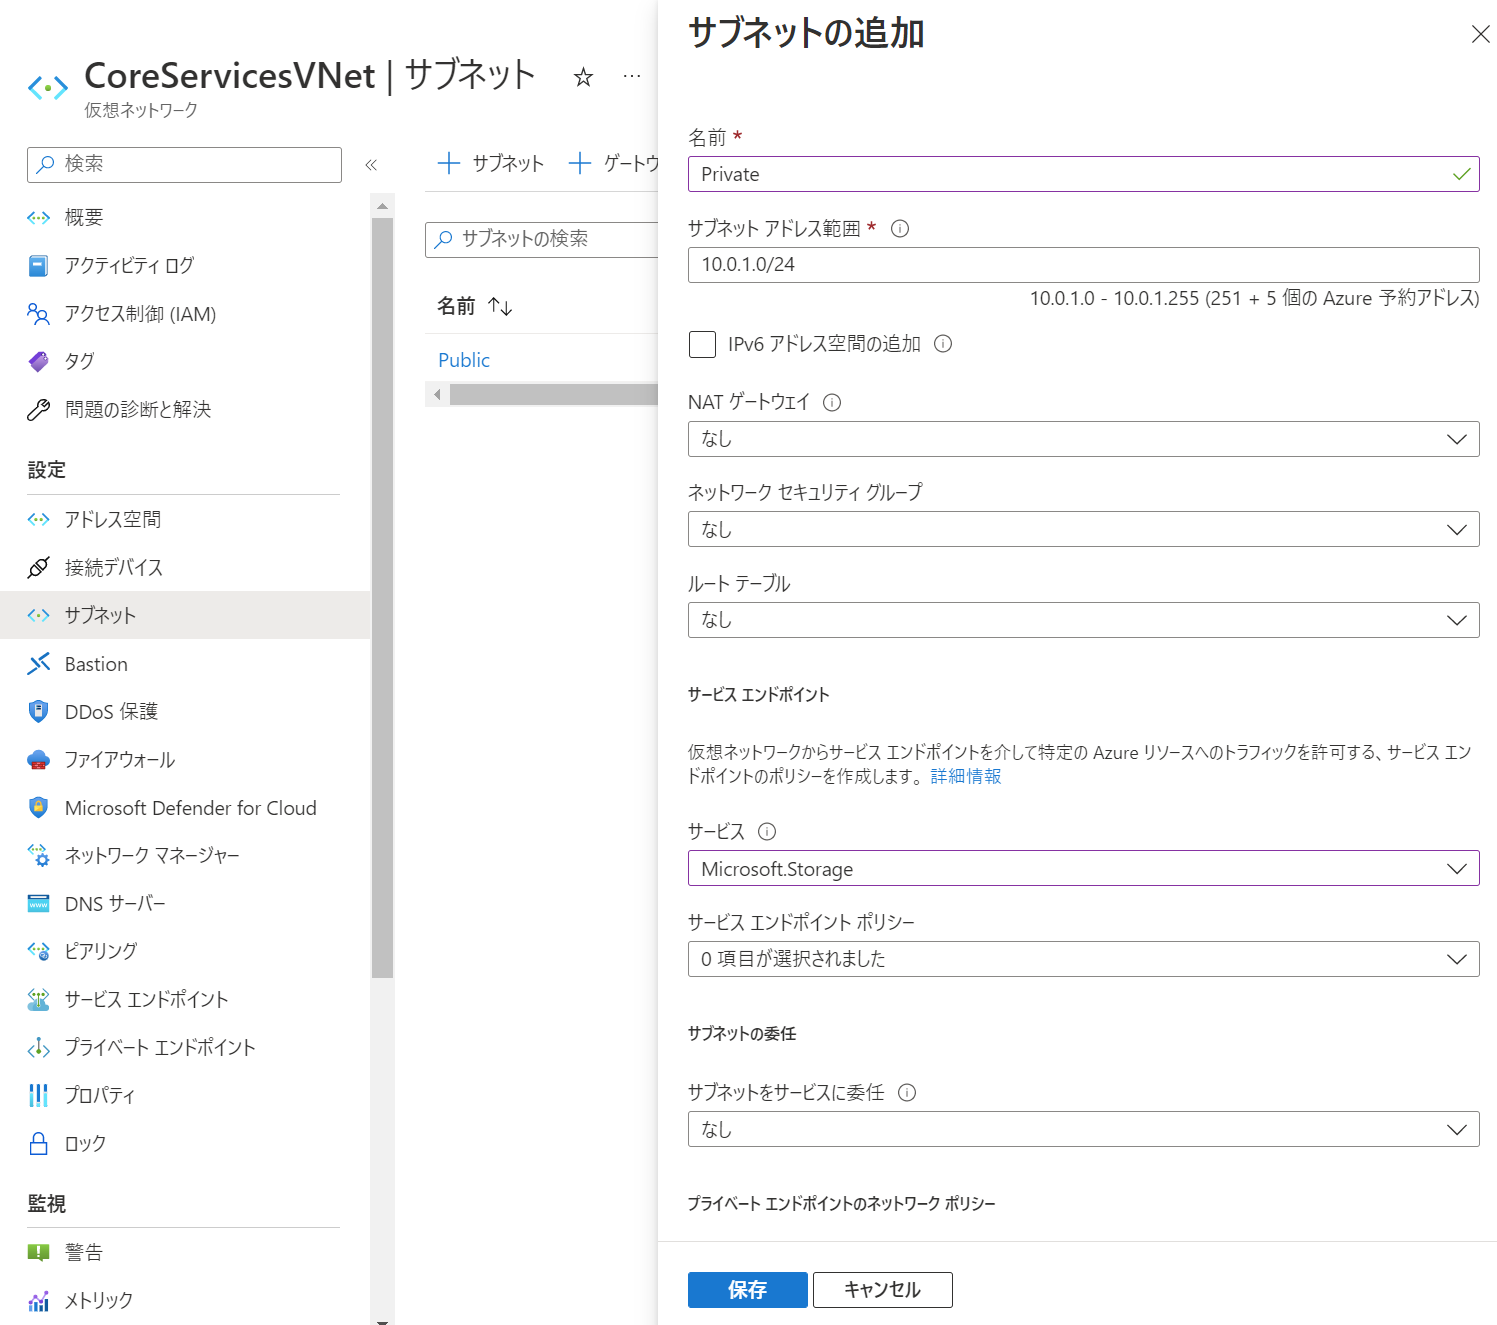 CoreServicesVNet | サブネット
仮想ネットワーク
検索
概要
アクティビティ ログ
アクセス制御 (IAM)
タグ
問題の診断と解決
設定
アドレス空間
接続デバイス
サブネット
Bastion
DDoS 保護
ファイアウォール
Microsoft Defender for Cloud
ネットワーク マネージャー
DNS サーバー
ピアリング
サービス エンドポイント
プライベート エンドポイント
プロパティ
ロック
監視
警告
メトリック
サブネット
ゲートウ
サブネットの検索
名前
Public
サブネットの追加
名前 *
Private
サブネット アドレス範囲 *
10.0.1.0/24
10.0.1.0 - 10.0.1.255 (251 + 5 個の Azure 予約アドレス)
IPv6 アドレス空間の追加
NAT ゲートウェイ
なし
ネットワーク セキュリティ グループ
なし
ルート テーブル
なし
サービス エンドポイント
仮想ネットワークからサービス エンドポイントを介して特定の Azure リソースへのトラフィックを許可する、サービス エン
ドポイントのポリシーを作成します。 詳細情報
サービス
Microsoft.Storage
サービス エンドポイント ポリシー
0 項目が選択されました
サブネットの委任
サブネットをサービスに委任
なし
プライベート エンドポイントのネットワーク ポリシー
保存
キャンセル